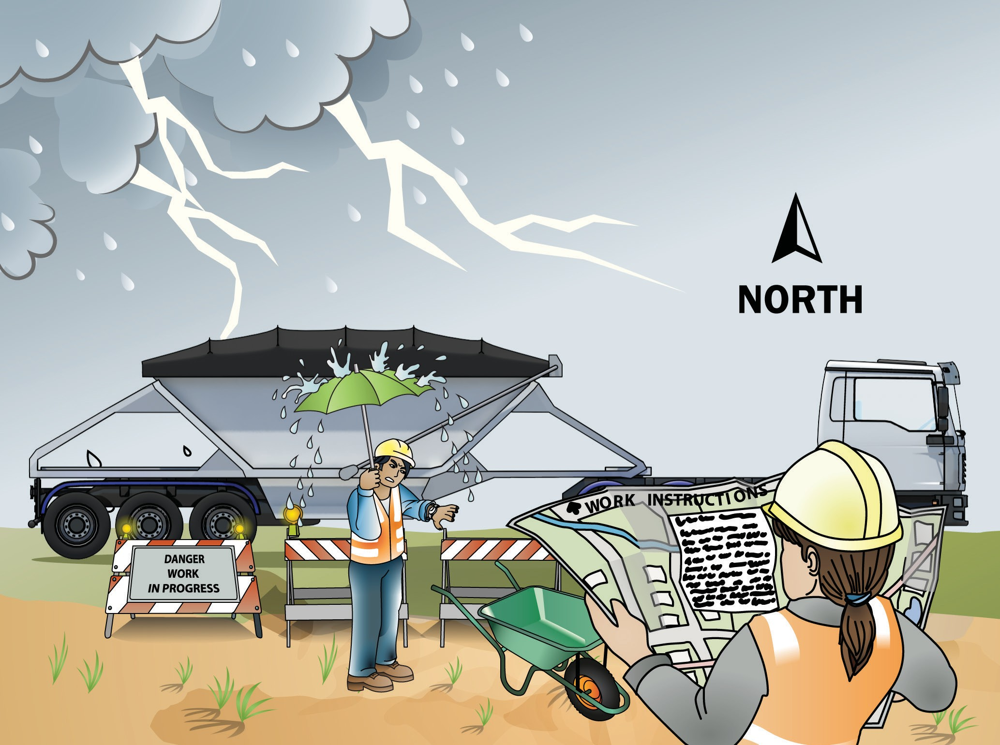 NORTH
WORK INSTRUCTIONS
DANGER
WORK
IN PROGRESS